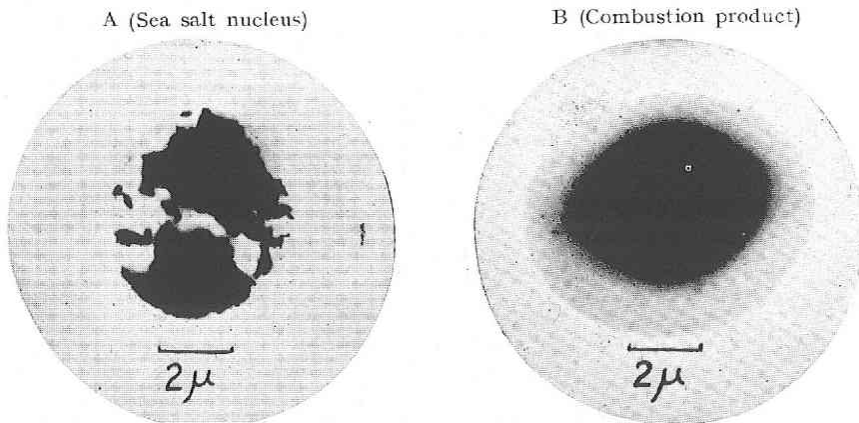 A (Sea salt nucleus)
B (Combustion product)
2μ
2μ